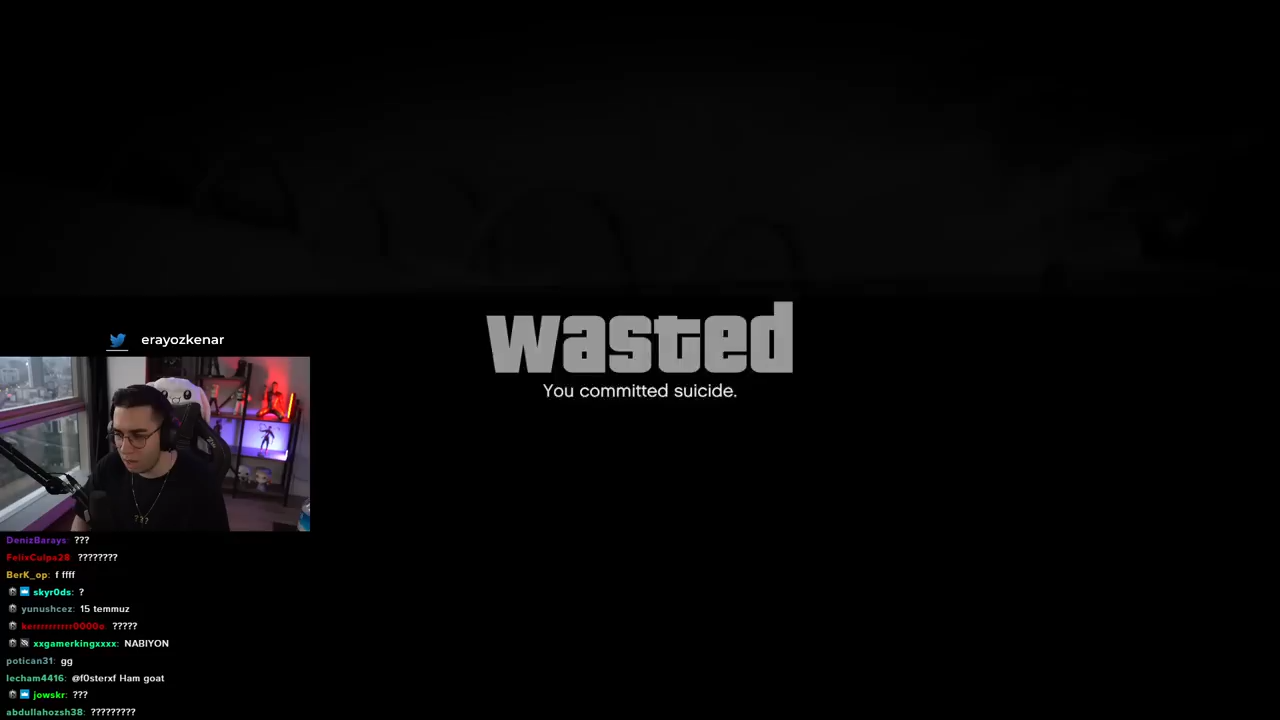 wasted
You committed suicide.
erayozkenar
DenizBarays: ???
FelixCulps28 ????????
BerK_op: f ffff
skyr0ds: ?
yunushcez: 15 temmuz
?????
xxgamerkingxxxx: NABIYON
potican31: gg
lecham4416: @f0sterxf Ham goat
jowskr: ???
abdullahozsh38: ?????????